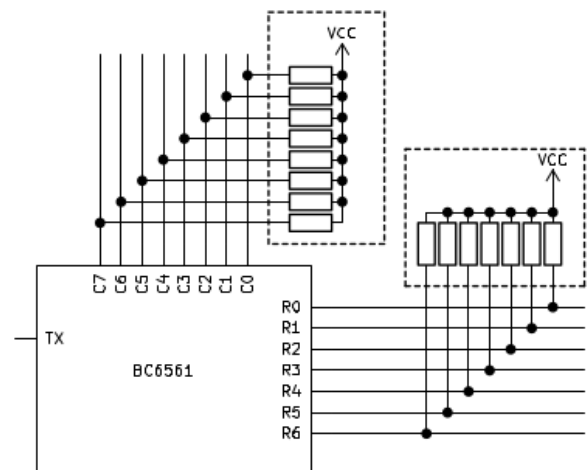 VCC
VCC
C7 C6 C5 C4 C3 C2 C1 C0
R0
R1
TX
R2
BC6561
R3
R4
R5
R6